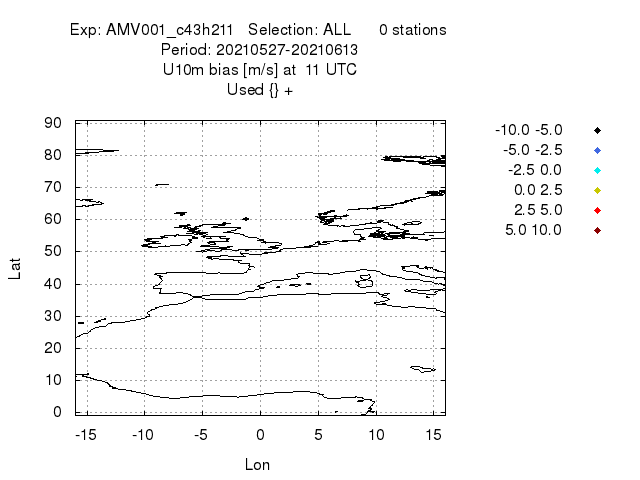 Exp: AMV001_c43h211   Selection: ALL      0 stations
Period: 20210527-20210613
U10m bias [m/s] at  11 UTC
Used {} +
90
80
70
60
50
40
30
20
10
0
Lat
-15 -10 -5 0 5 10 15
Lon
-10.0 -5.0
-5.0 -2.5
-2.5 0.0
0.0 2.5
2.5 5.0
5.0 10.0